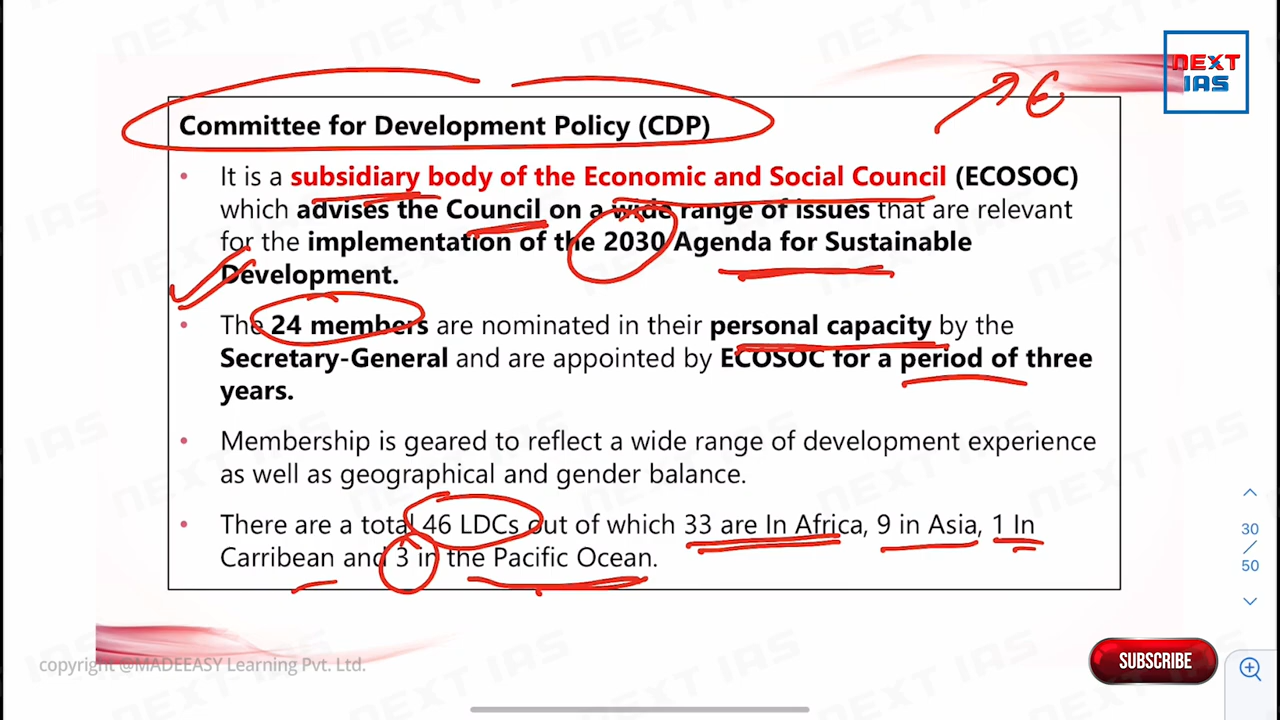 NEXT
IAS
Committee for Development Policy (CDP)
• It is a subsidiary body of the Economic and Social Council (ECOSOC)
which advises the Council on a wide range of issues that are relevant
for the implementation of the 2030 Agenda for Sustainable
Development.
• The 24 members are nominated in their personal capacity by the
Secretary-General and are appointed by ECOSOC for a period of three
years.
• Membership is geared to reflect a wide range of development experience
as well as geographical and gender balance.
• There are a total 46 LDCs out of which 33 are In Africa, 9 in Asia, 1 In
Carribean and 3 in the Pacific Ocean.
30
/
50
copyright @MADEEASY Learning Pvt. Ltd.
SUBSCRIBE